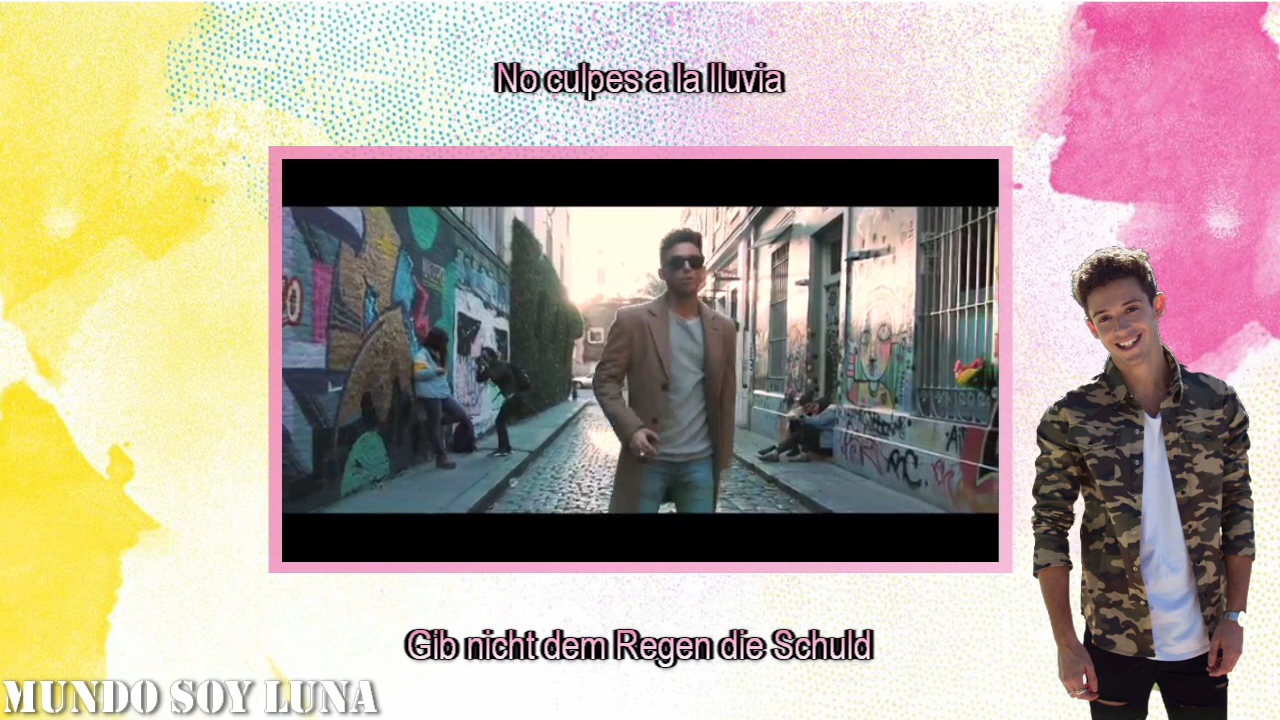 No culpes a la lluvia
Gib nicht dem Regen die Schuld
MUNDO SOY LUNA